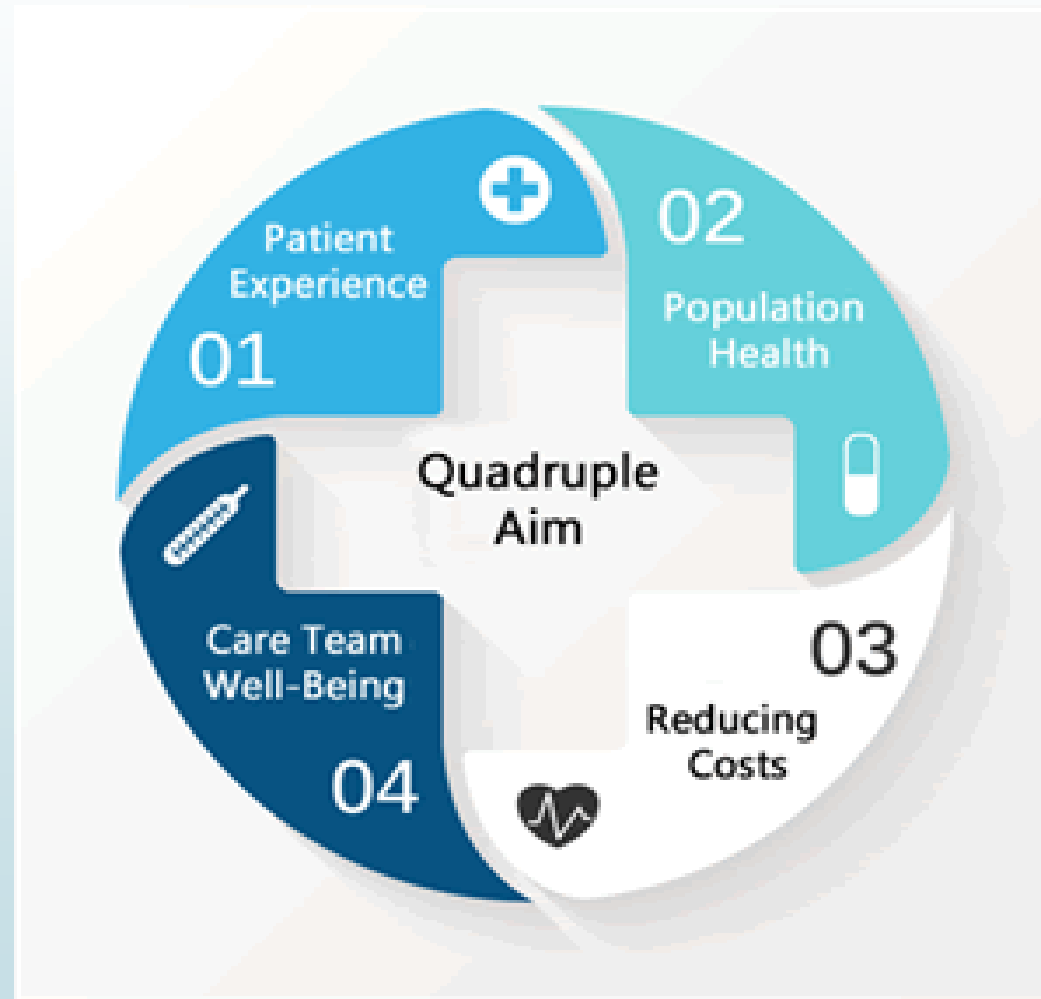 Patient
Experience
01
02
Population
Health
Quadruple
Aim
03
Reducing
Costs
Care Team
Well-Being
04